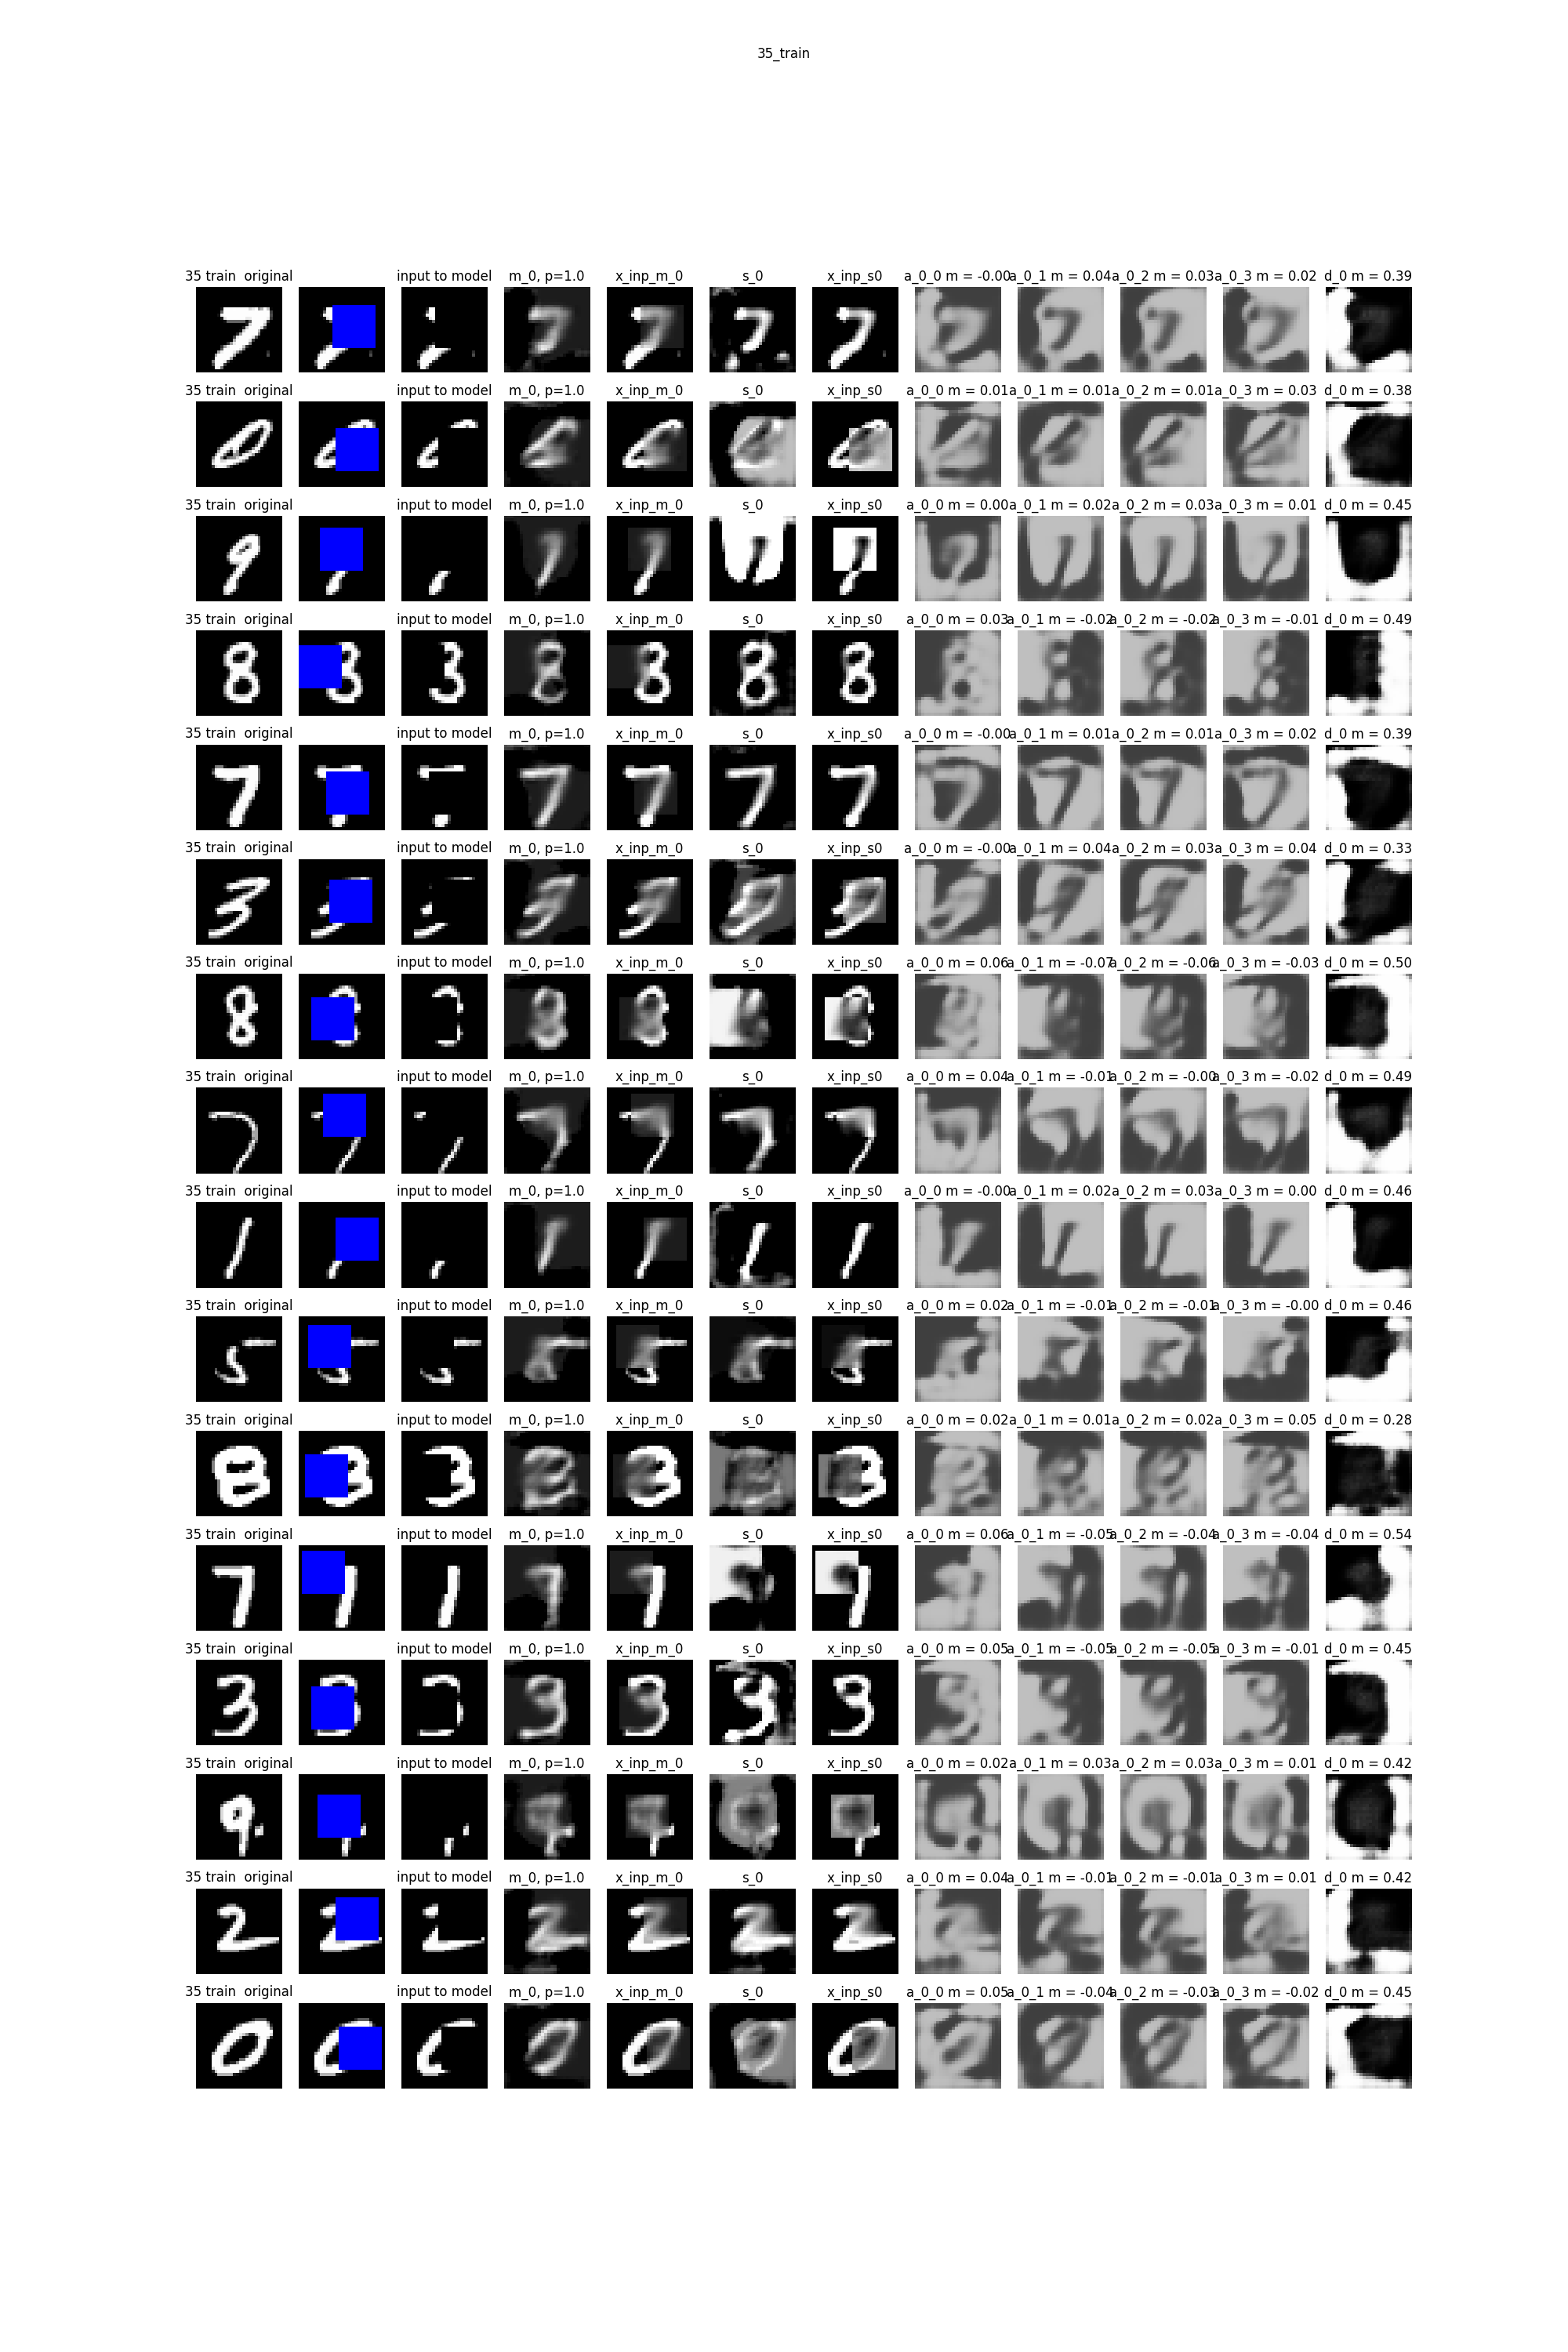 35_train
35 train  original input to model m_0, p=1.0 x_inp_m_0 s_0 x_inp_s0 a_0_0 m = -0.00 a_0_1 m = 0.04 a_0_2 m = 0.03 a_0_3 m = 0.02 d_0 m = 0.39
35 train  original input to model m_0, p=1.0 x_inp_m_0 s_0 x_inp_s0 a_0_0 m = 0.01 a_0_1 m = 0.01 a_0_2 m = 0.01 a_0_3 m = 0.03 d_0 m = 0.38
35 train  original input to model m_0, p=1.0 x_inp_m_0 s_0 x_inp_s0 a_0_0 m = 0.00 a_0_1 m = 0.02 a_0_2 m = 0.03 a_0_3 m = 0.01 d_0 m = 0.45
35 train  original input to model m_0, p=1.0 x_inp_m_0 s_0 x_inp_s0 a_0_0 m = 0.03 a_0_1 m = -0.02 a_0_2 m = -0.02 a_0_3 m = -0.01 d_0 m = 0.49
35 train  original input to model m_0, p=1.0 x_inp_m_0 s_0 x_inp_s0 a_0_0 m = -0.00 a_0_1 m = 0.01 a_0_2 m = 0.01 a_0_3 m = 0.02 d_0 m = 0.39
35 train  original input to model m_0, p=1.0 x_inp_m_0 s_0 x_inp_s0 a_0_0 m = -0.00 a_0_1 m = 0.04 a_0_2 m = 0.03 a_0_3 m = 0.04 d_0 m = 0.33
35 train  original input to model m_0, p=1.0 x_inp_m_0 s_0 x_inp_s0 a_0_0 m = 0.06 a_0_1 m = -0.07 a_0_2 m = -0.06 a_0_3 m = -0.03 d_0 m = 0.50
35 train  original input to model m_0, p=1.0 x_inp_m_0 s_0 x_inp_s0 a_0_0 m = 0.04 a_0_1 m = -0.01 a_0_2 m = -0.00 a_0_3 m = -0.02 d_0 m = 0.49
35 train  original input to model m_0, p=1.0 x_inp_m_0 s_0 x_inp_s0 a_0_0 m = -0.00 a_0_1 m = 0.02 a_0_2 m = 0.03 a_0_3 m = 0.00 d_0 m = 0.46
35 train  original input to model m_0, p=1.0 x_inp_m_0 s_0 x_inp_s0 a_0_0 m = 0.02 a_0_1 m = -0.01 a_0_2 m = -0.01 a_0_3 m = -0.00 d_0 m = 0.46
35 train  original input to model m_0, p=1.0 x_inp_m_0 s_0 x_inp_s0 a_0_0 m = 0.02 a_0_1 m = 0.01 a_0_2 m = 0.02 a_0_3 m = 0.05 d_0 m = 0.28
35 train  original input to model m_0, p=1.0 x_inp_m_0 s_0 x_inp_s0 a_0_0 m = 0.06 a_0_1 m = -0.05 a_0_2 m = -0.04 a_0_3 m = -0.04 d_0 m = 0.54
35 train  original input to model m_0, p=1.0 x_inp_m_0 s_0 x_inp_s0 a_0_0 m = 0.05 a_0_1 m = -0.05 a_0_2 m = -0.05 a_0_3 m = -0.01 d_0 m = 0.45
35 train  original input to model m_0, p=1.0 x_inp_m_0 s_0 x_inp_s0 a_0_0 m = 0.02 a_0_1 m = 0.03 a_0_2 m = 0.03 a_0_3 m = 0.01 d_0 m = 0.42
35 train  original input to model m_0, p=1.0 x_inp_m_0 s_0 x_inp_s0 a_0_0 m = 0.04 a_0_1 m = -0.01 a_0_2 m = -0.01 a_0_3 m = 0.01 d_0 m = 0.42
35 train  original input to model m_0, p=1.0 x_inp_m_0 s_0 x_inp_s0 a_0_0 m = 0.05 a_0_1 m = -0.04 a_0_2 m = -0.03 a_0_3 m = -0.02 d_0 m = 0.45